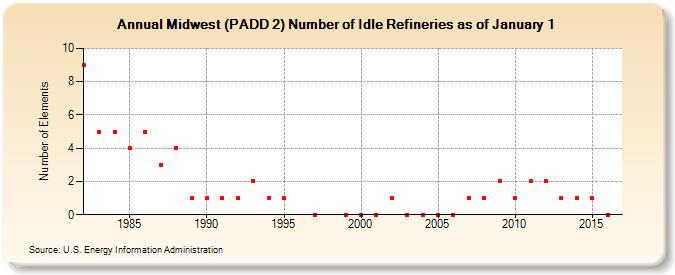 Annual Midwest (PADD 2) Number of Idle Refineries as of January 1
Number of Elements
10
8
6
4
2
0
1985 1990 1995 2000 2005 2010 2015
Source: U.S. Energy Information Administration